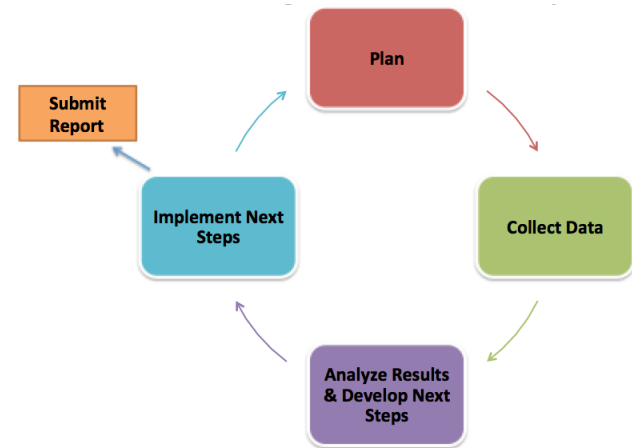 Plan
Submit
Report
Implement Next
Steps
Collect Data
Analyze Results
& Develop Next
Steps